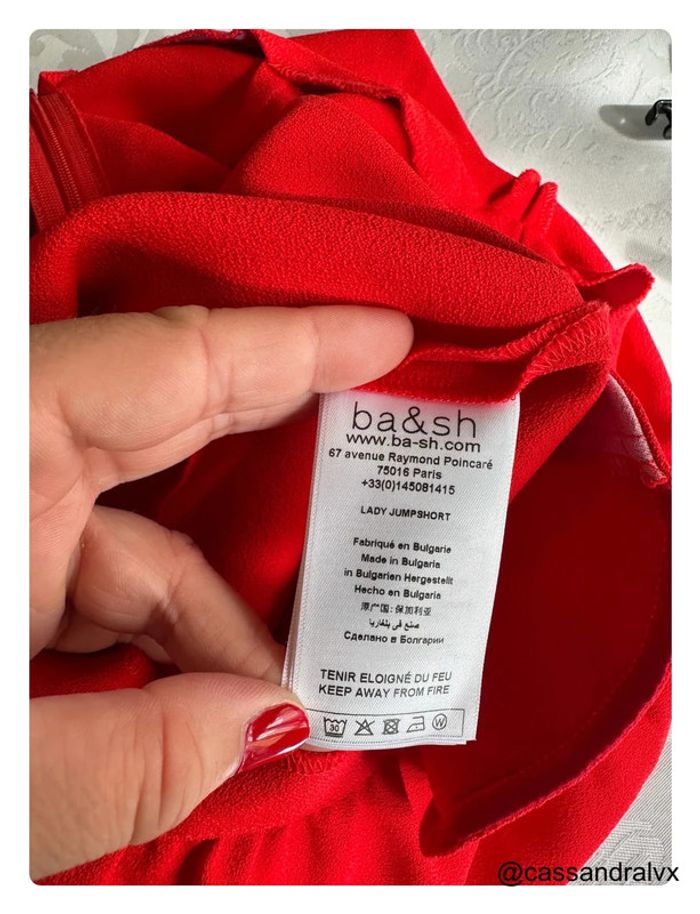 ba&sh
www.ba-sh.com
67 avenue Raymond Poincaré
75016 Paris
+33(0)145081415
LADY JUMPSHORT
Fabriqué en Bulgarie
Made in Bulgaria
in Bulgarien Hergestellt
Hecho en Bulgaria
原产国：保加利亚
صنع في بلغاريا
Сделано в Болгарии
TENIR ELOIGNÉ DU FEU
KEEP AWAY FROM FIRE
30 W
@cassandralvx